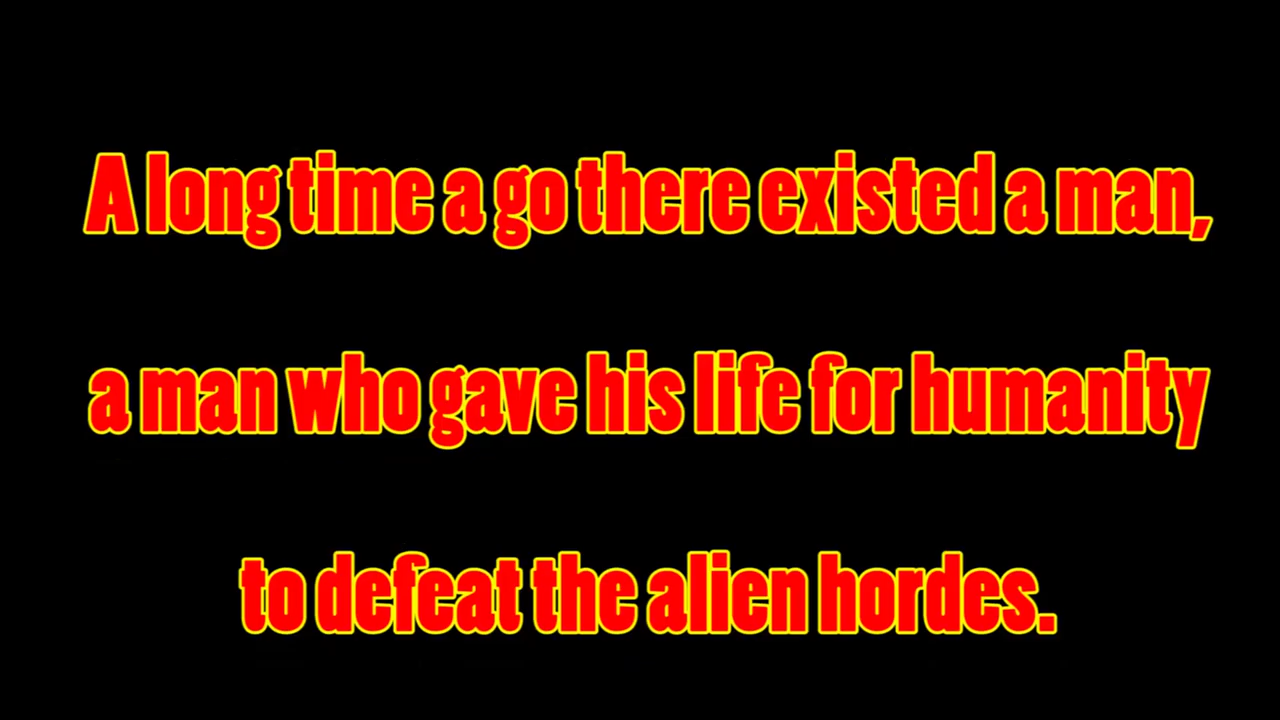 A long time a go there existed a man,
a man who gave his life for humanity
to defeat the alien hordes.